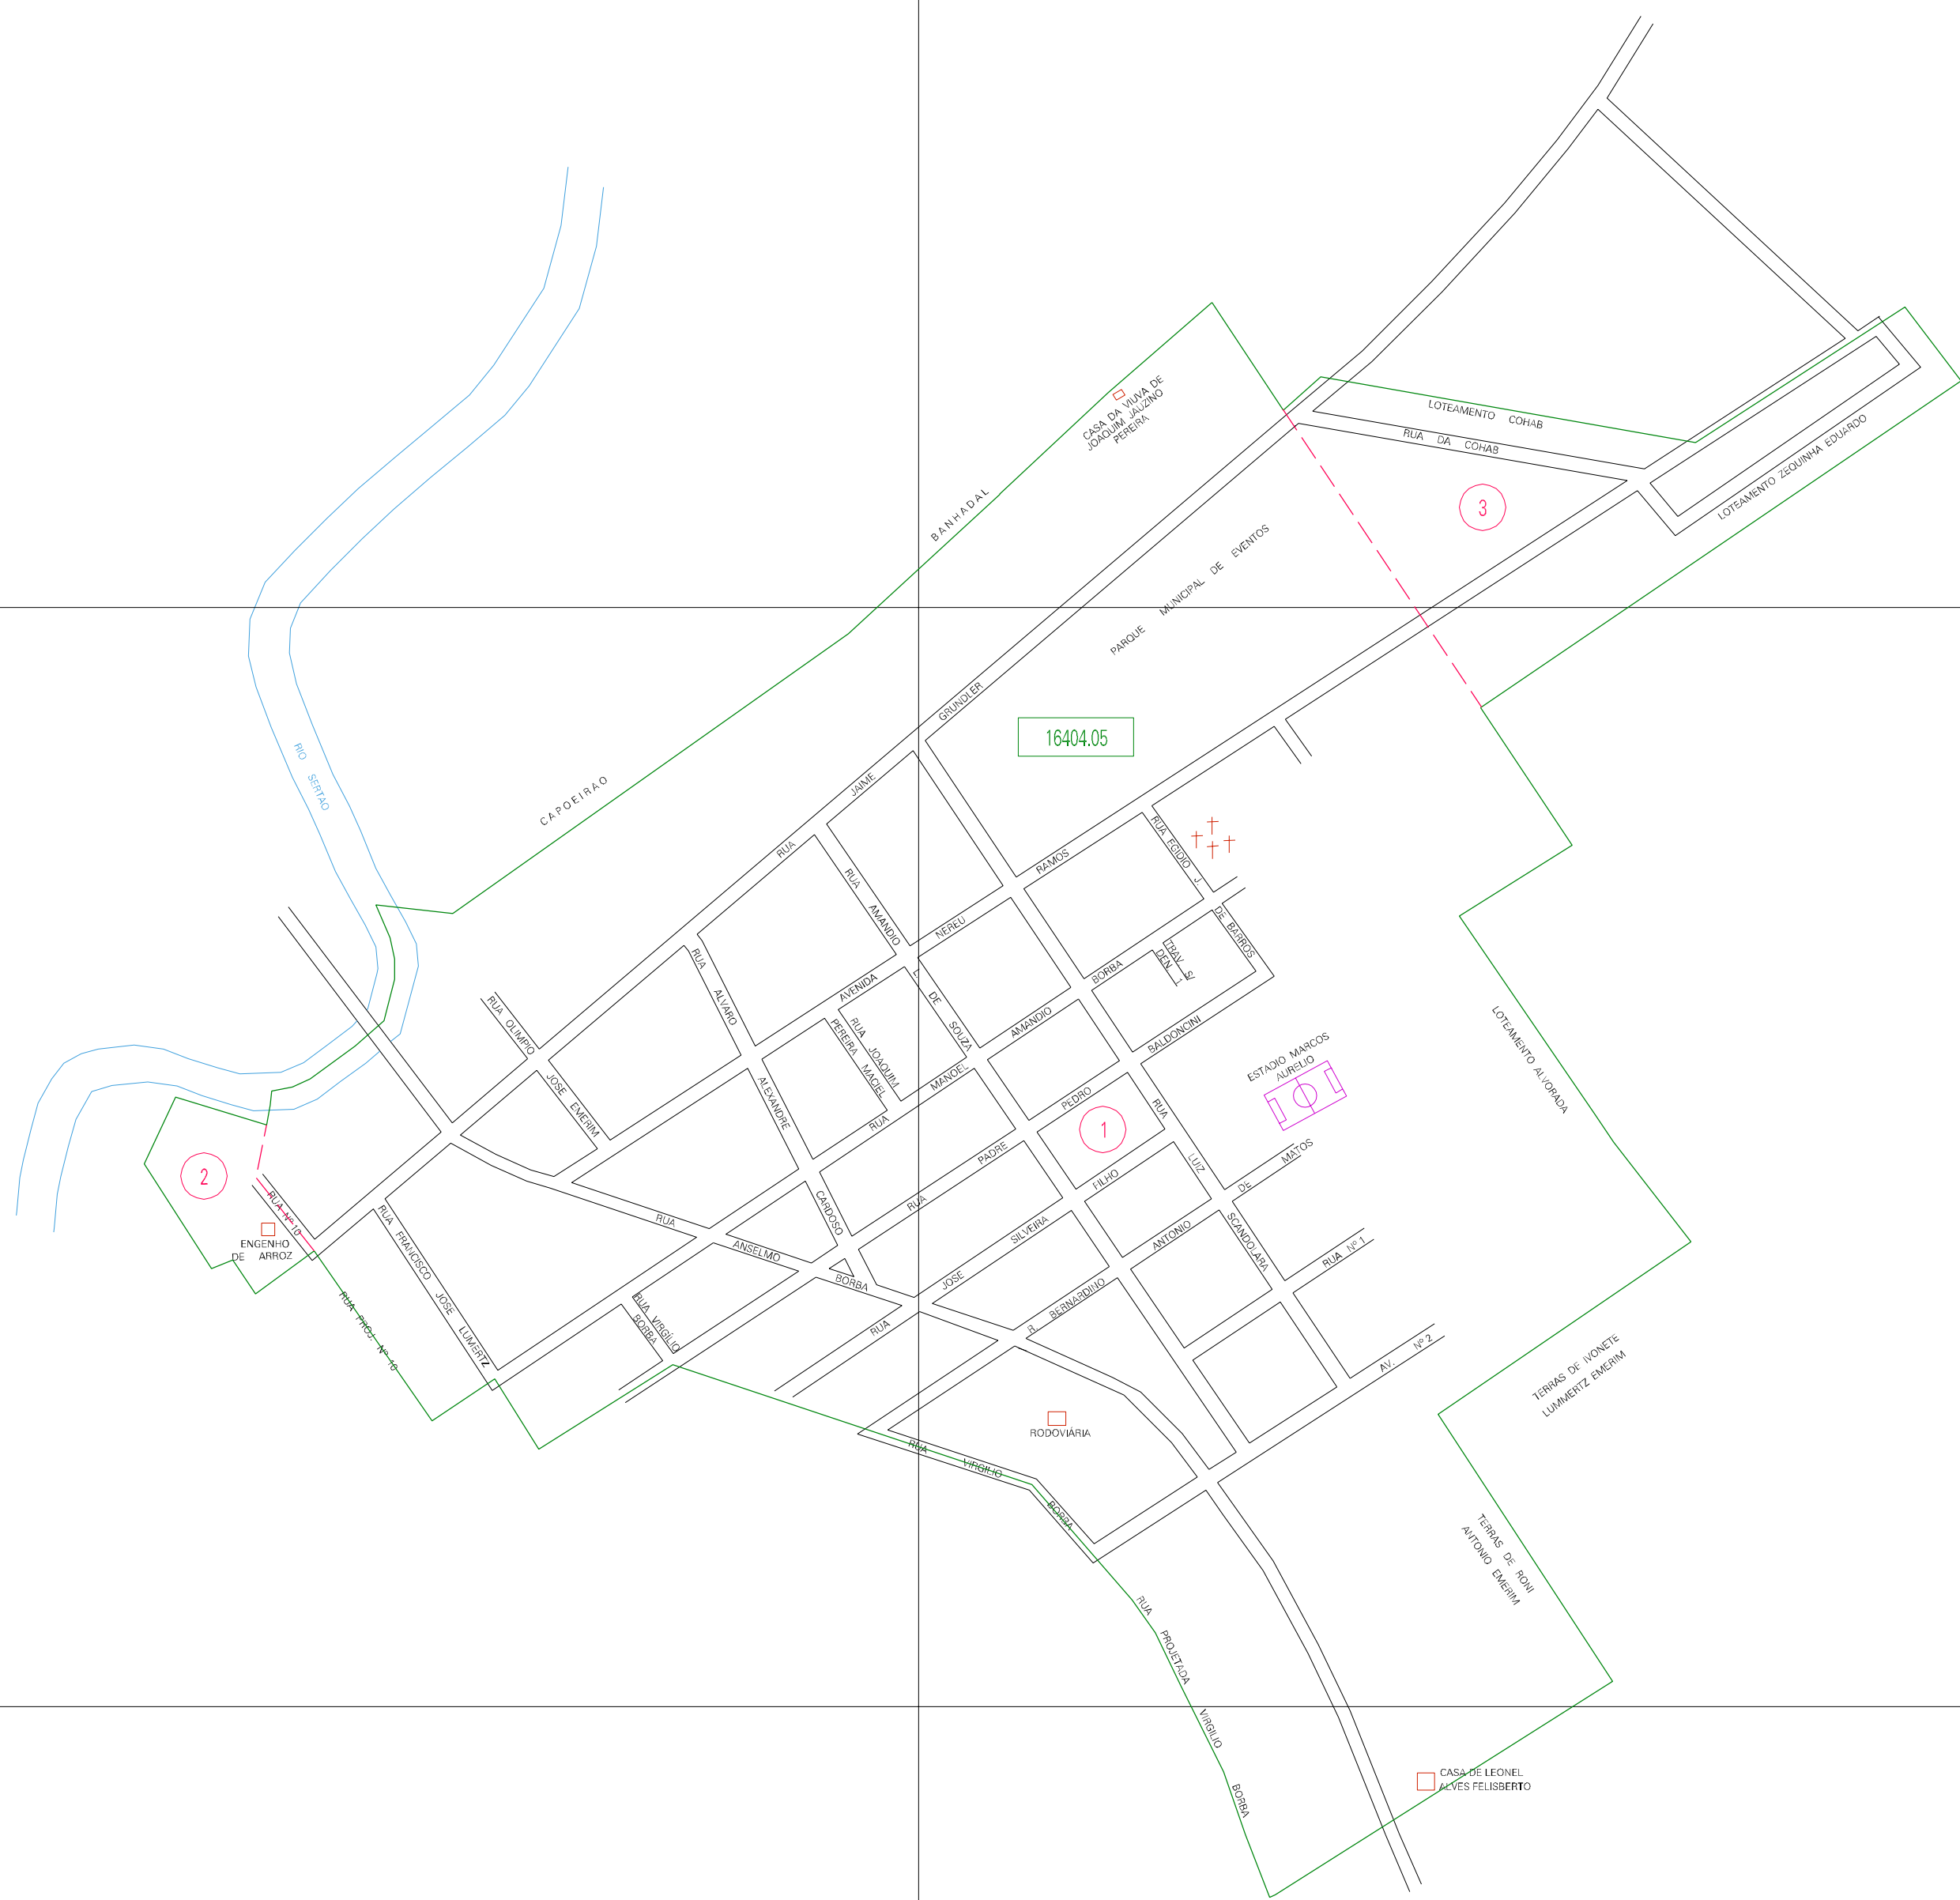 LOTEAMENTO COHAB
RUA DA COHAB
LOTEAMENTO ZEQUINHA EDUARDO
3
CASA DA VIUVA DE
JOAQUIM JAUZINO
PEREIRA
BANHADAL
PARQUE MUNICIPAL DE EVENTOS
16404.05
CAPOEIRAO
RIO SERTAO
RUA JAIME GRUNDLER
AVENIDA NEREU RAMOS
RUA EGIDIO J. DE BARROS
RUA AMANDIO L. DE SOUZA
RUA ALVARO ALEXANDRE CARDOSO
RUA OLIMPIO JOSE EMERIM
RUA JOAQUIM
PEREIRA MACIEL
RUA MANOEL AMANDIO BORBA
TRAV. S/
DEN. 1
RUA PADRE PEDRO BALDONCINI
ESTADIO MARCOS
AURELIO
LOTEAMENTO ALVORADA
1
RUA LUIZ SCANDOLARA
RUA JOSE SILVEIRA FILHO
R. BERNARDINO ANTONIO DE MATOS
RUA Nº 1
AV. Nº 2
2
RUA Nº 10
ENGENHO
DE ARROZ
RUA PROJ. Nº 10
RUA FRANCISCO JOSE LUMERTZ
RUA ANSELMO BORBA
RUA VIRGÍLIO
BORBA
RODOVIÁRIA
RUA VIRGILIO BORBA
TERRAS DE IVONETE
LUMMERTZ EMERIM
TERRAS DE RONI
ANTONIO EMERIM
RUA PROJETADA VIRGILIO BORBA
CASA DE LEONEL
ALVES FELISBERTO